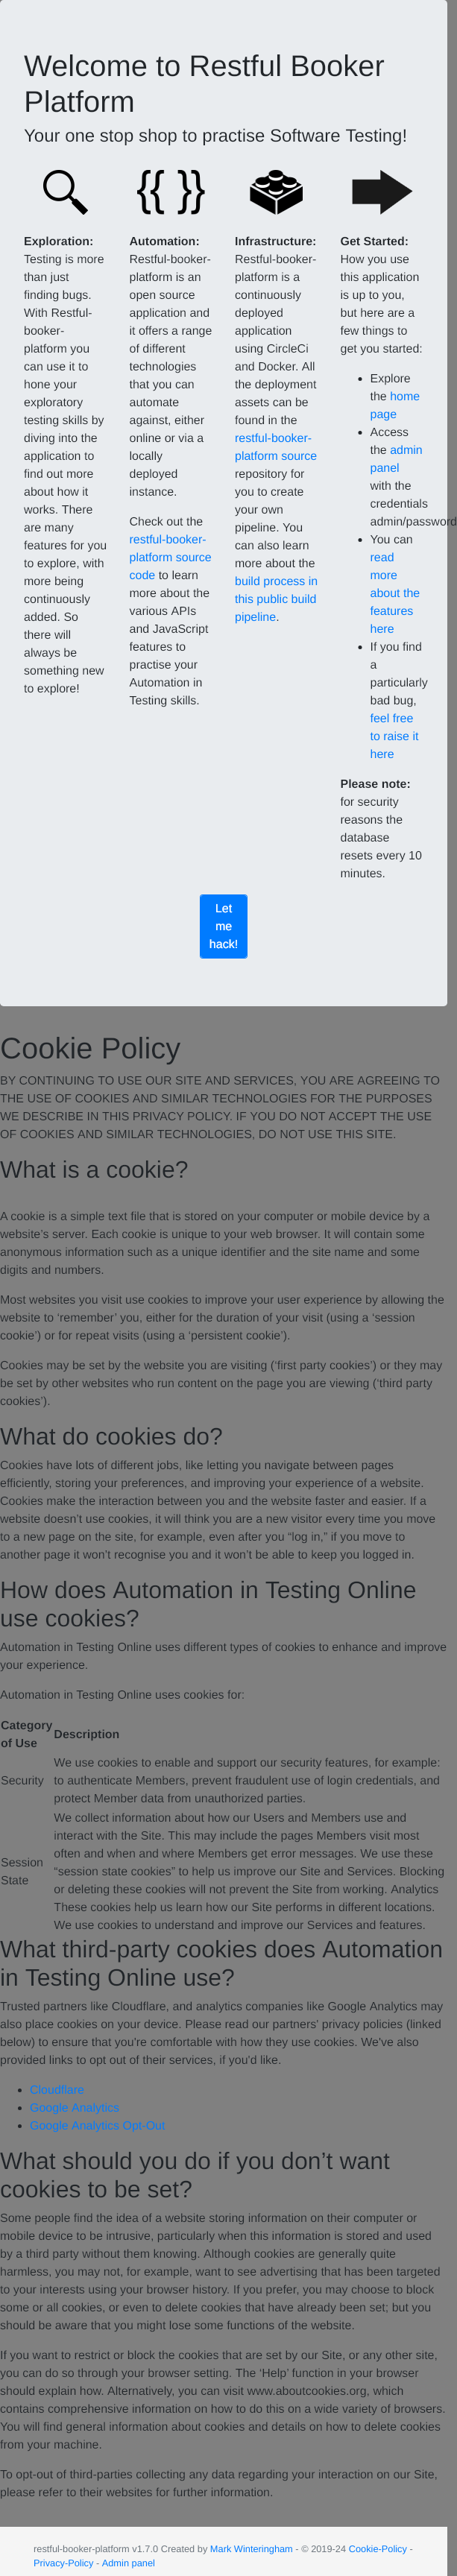 Welcome to Restful Booker
Platform
Your one stop shop to practise Software Testing!
Exploration:
Testing is more
than just
finding bugs.
With Restful-
booker-
platform you
can use it to
hone your
exploratory
testing skills by
diving into the
application to
find out more
about how it
works. There
are many
features for you
to explore, with
more being
continuously
added. So
there will
always be
something new
to explore!
Automation:
Restful-booker-
platform is an
open source
application and
it offers a range
of different
technologies
that you can
automate
against, either
online or via a
locally
deployed
instance.
Check out the
restful-booker-
platform source
code to learn
more about the
various APIs
and JavaScript
features to
practise your
Automation in
Testing skills.
Infrastructure:
Restful-booker-
platform is a
continuously
deployed
application
using CircleCi
and Docker. All
the deployment
assets can be
found in the
restful-booker-
platform source
repository for
you to create
your own
pipeline. You
can also learn
more about the
build process in
this public build
pipeline.
Get Started:
How you use
this application
is up to you,
but here are a
few things to
get you started:
• Explore
the home
page
• Access
the admin
panel
with the
credentials
admin/password
• You can
read
more
about the
features
here
• If you find
a
particularly
bad bug,
feel free
to raise it
here
Please note:
for security
reasons the
database
resets every 10
minutes.
Let
me
hack!
Cookie Policy
BY CONTINUING TO USE OUR SITE AND SERVICES, YOU ARE AGREEING TO
THE USE OF COOKIES AND SIMILAR TECHNOLOGIES FOR THE PURPOSES
WE DESCRIBE IN THIS PRIVACY POLICY. IF YOU DO NOT ACCEPT THE USE
OF COOKIES AND SIMILAR TECHNOLOGIES, DO NOT USE THIS SITE.
What is a cookie?
A cookie is a simple text file that is stored on your computer or mobile device by a
website’s server. Each cookie is unique to your web browser. It will contain some
anonymous information such as a unique identifier and the site name and some
digits and numbers.
Most websites you visit use cookies to improve your user experience by allowing the
website to ‘remember’ you, either for the duration of your visit (using a ‘session
cookie’) or for repeat visits (using a ‘persistent cookie’).
Cookies may be set by the website you are visiting (‘first party cookies’) or they may
be set by other websites who run content on the page you are viewing (‘third party
cookies’).
What do cookies do?
Cookies have lots of different jobs, like letting you navigate between pages
efficiently, storing your preferences, and improving your experience of a website.
Cookies make the interaction between you and the website faster and easier. If a
website doesn’t use cookies, it will think you are a new visitor every time you move
to a new page on the site, for example, even after you “log in,” if you move to
another page it won’t recognise you and it won’t be able to keep you logged in.
How does Automation in Testing Online
use cookies?
Automation in Testing Online uses different types of cookies to enhance and improve
your experience.
Automation in Testing Online uses cookies for:
Category
of Use
Description
Security
We use cookies to enable and support our security features, for example:
to authenticate Members, prevent fraudulent use of login credentials, and
protect Member data from unauthorized parties.
Session
State
We collect information about how our Users and Members use and
interact with the Site. This may include the pages Members visit most
often and when and where Members get error messages. We use these
“session state cookies” to help us improve our Site and Services. Blocking
or deleting these cookies will not prevent the Site from working. Analytics
These cookies help us learn how our Site performs in different locations.
We use cookies to understand and improve our Services and features.
What third-party cookies does Automation
in Testing Online use?
Trusted partners like Cloudflare, and analytics companies like Google Analytics may
also place cookies on your device. Please read our partners' privacy policies (linked
below) to ensure that you're comfortable with how they use cookies. We've also
provided links to opt out of their services, if you'd like.
• Cloudflare
• Google Analytics
• Google Analytics Opt-Out
What should you do if you don’t want
cookies to be set?
Some people find the idea of a website storing information on their computer or
mobile device to be intrusive, particularly when this information is stored and used
by a third party without them knowing. Although cookies are generally quite
harmless, you may not, for example, want to see advertising that has been targeted
to your interests using your browser history. If you prefer, you may choose to block
some or all cookies, or even to delete cookies that have already been set; but you
should be aware that you might lose some functions of the website.
If you want to restrict or block the cookies that are set by our Site, or any other site,
you can do so through your browser setting. The ‘Help’ function in your browser
should explain how. Alternatively, you can visit www.aboutcookies.org, which
contains comprehensive information on how to do this on a wide variety of browsers.
You will find general information about cookies and details on how to delete cookies
from your machine.
To opt-out of third-parties collecting any data regarding your interaction on our Site,
please refer to their websites for further information.
restful-booker-platform v1.7.0 Created by Mark Winteringham - © 2019-24 Cookie-Policy -
Privacy-Policy - Admin panel